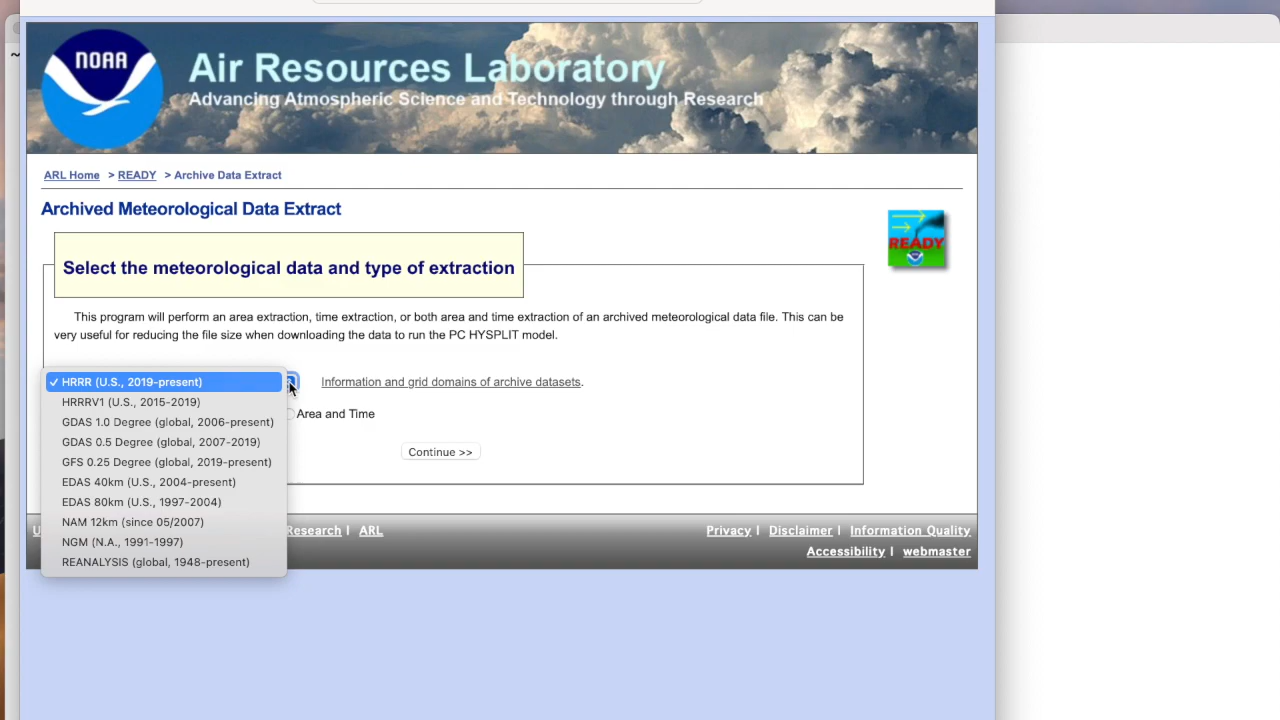 ~
NOAA
Air Resources Laboratory
Advancing Atmospheric Science and Technology through Research
ARL Home > READY > Archive Data Extract
Archived Meteorological Data Extract
READY
Select the meteorological data and type of extraction
This program will perform an area extraction, time extraction, or both area and time extraction of an archived meteorological data file. This can be
very useful for reducing the file size when downloading the data to run the PC HYSPLIT model.
✓ HRRR (U.S., 2019-present)
Information and grid domains of archive datasets.
HRRRV1 (U.S., 2015-2019)
Area and Time
GDAS 1.0 Degree (global, 2006-present)
GDAS 0.5 Degree (global, 2007-2019)
Continue >>
GFS 0.25 Degree (global, 2019-present)
EDAS 40km (U.S., 2004-present)
EDAS 80km (U.S., 1997-2004)
NAM 12km (since 05/2007)
NGM (N.A., 1991-1997)
REANALYSIS (global, 1948-present)
U
Research | ARL
Privacy | Disclaimer | Information Quality
Accessibility | webmaster